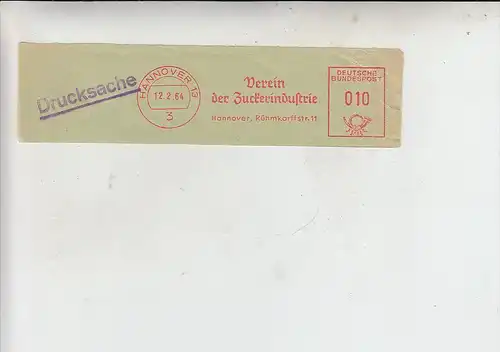 Drucksache
HANNOVER 13
12.2.64
3
Verein
der Zuckerindustrie
Hannover, Rühmkorffstr. 11
DEUTSCHE
BUNDESPOST
010